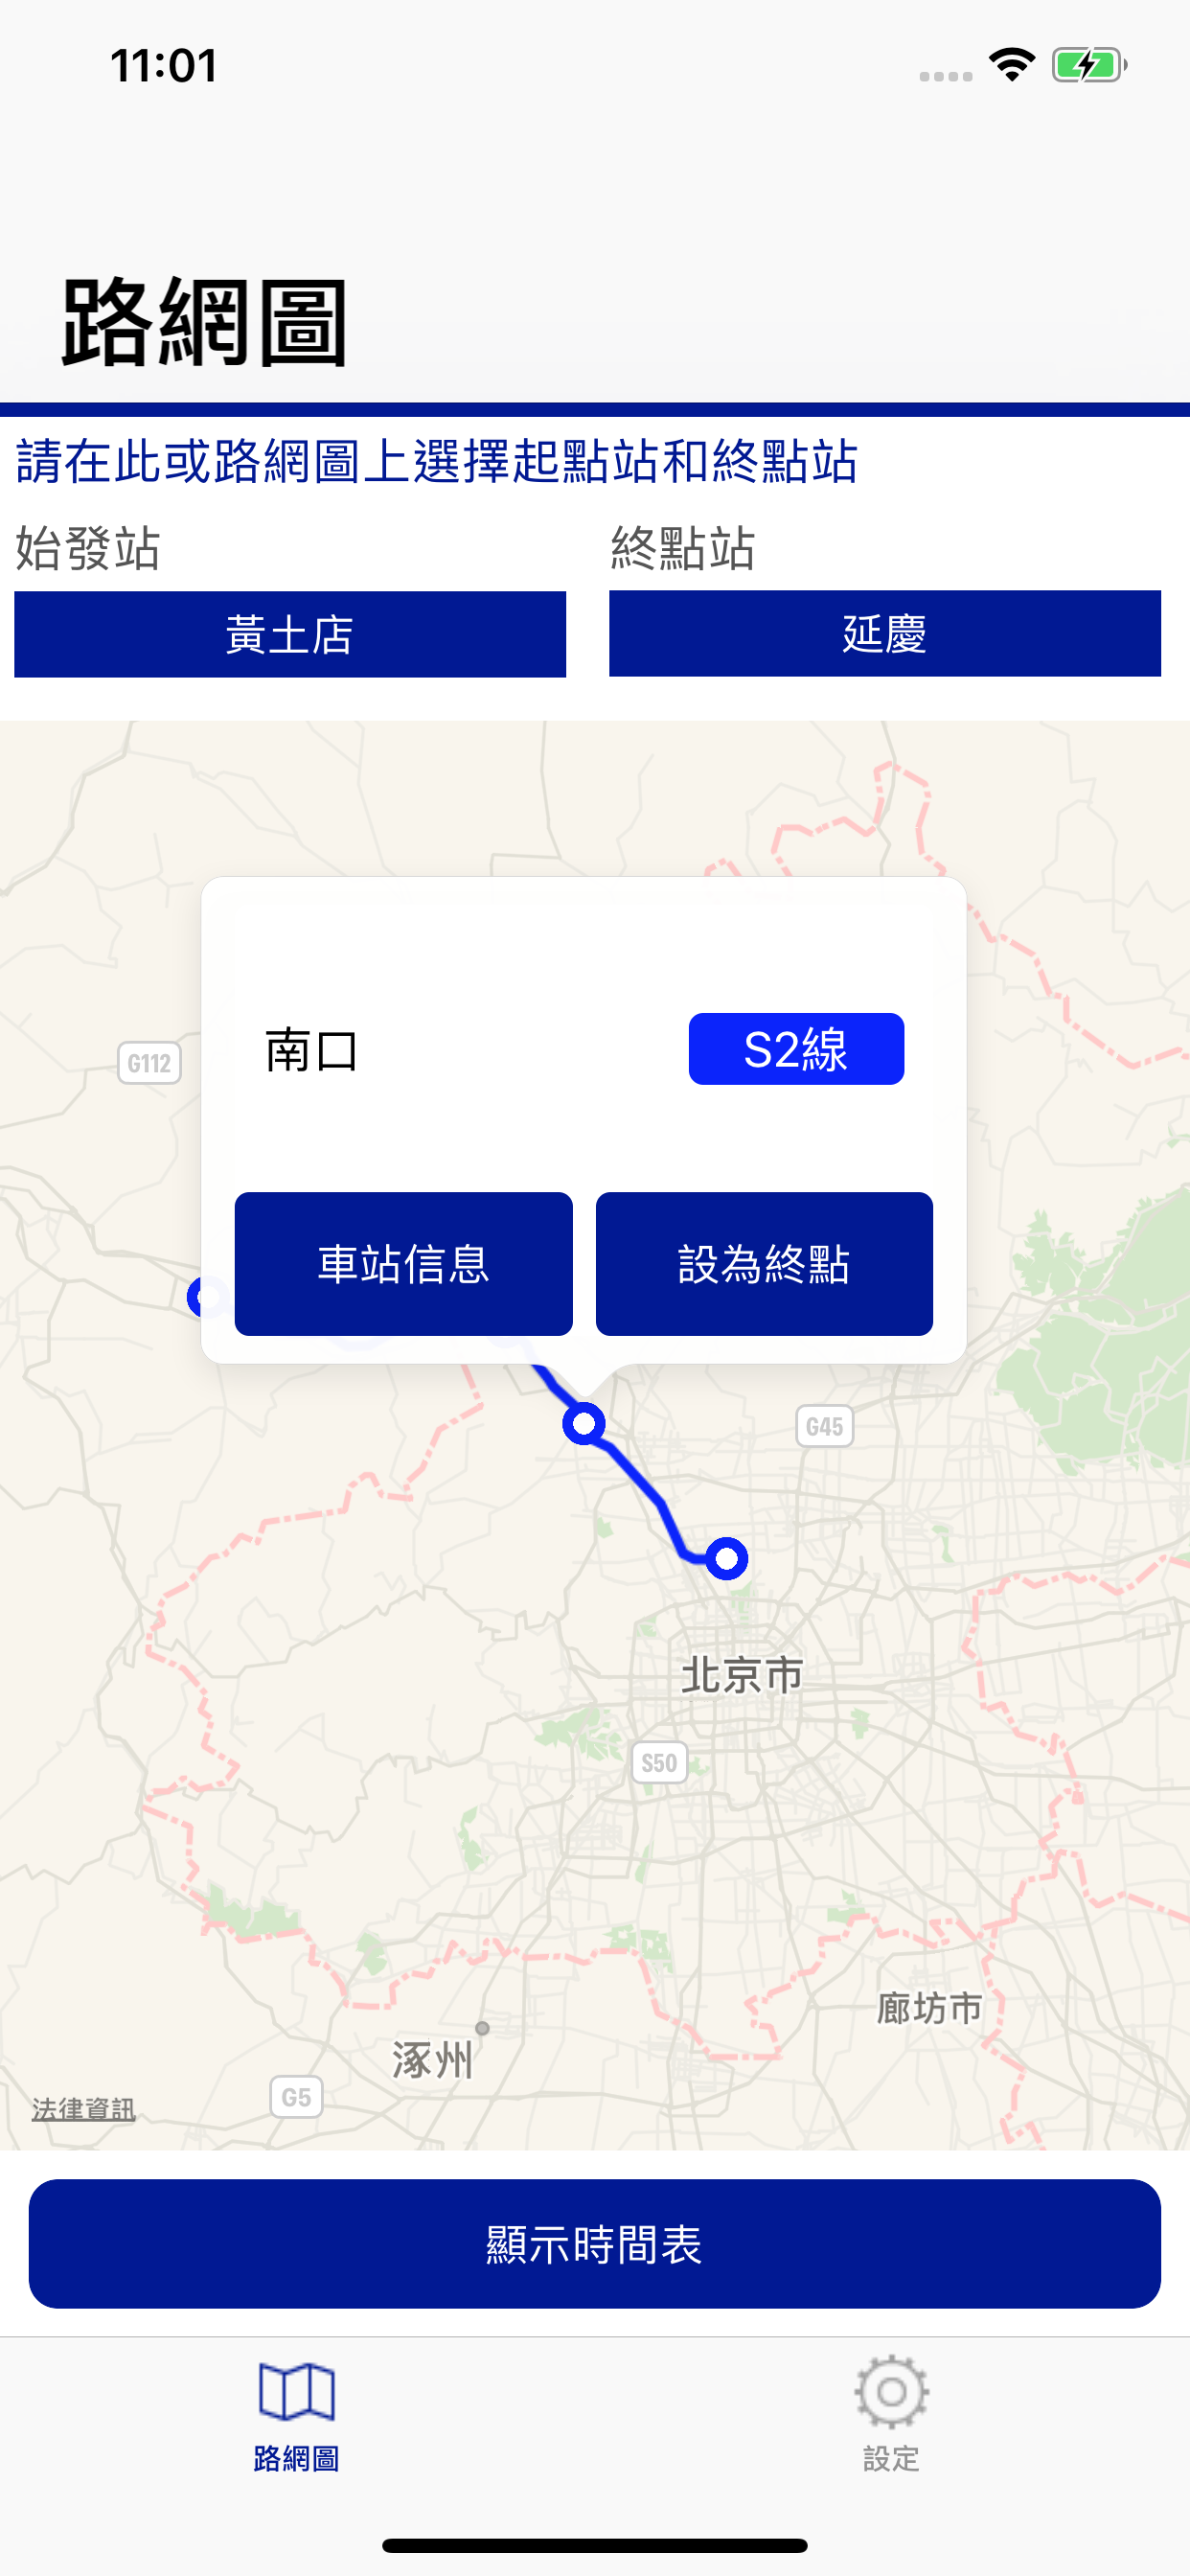 11:01
路網圖
請在此或路網圖上選擇起點站和終點站
始發站
終點站
黃土店
延慶
南口
S2線
G112
車站信息
設為終點
G45
北京市
S50
廊坊市
涿州
G5
法律資訊
顯示時間表
路網圖
設定